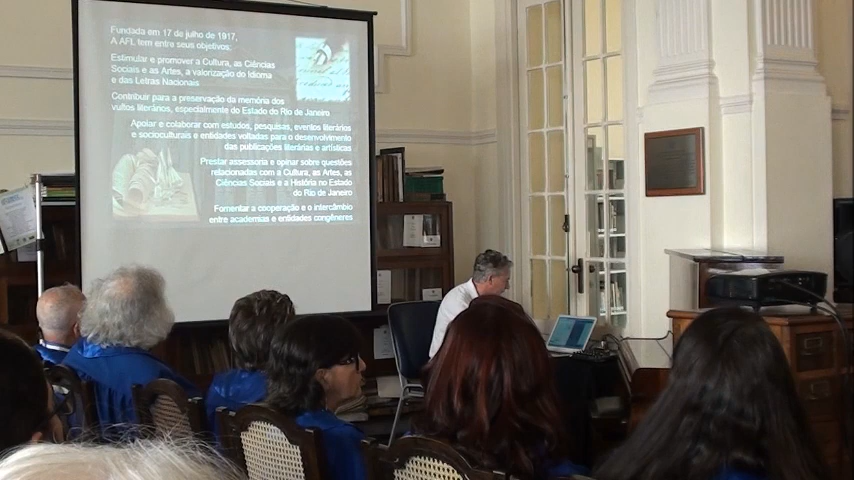 Fundada em 17 de julho de 1917,
A AFL tem entre seus objetivos:
Estimular e promover a Cultura, as Ciências
Sociais e as Artes, a valorização do Idioma
e das Letras Nacionais
Contribuir para a preservação da memória dos
vultos literários, especialmente do Estado do Rio de Janeiro
Apoiar e colaborar com estudos, pesquisas, eventos literários
e socioculturais e entidades voltadas para o desenvolvimento
das publicações literárias e artísticas
Prestar assessoria e opinar sobre questões
relacionadas com a Cultura, as Artes, as
Ciências Sociais e a História no Estado
do Rio de Janeiro
Fomentar a cooperação e o intercâmbio
entre academias e entidades congêneres